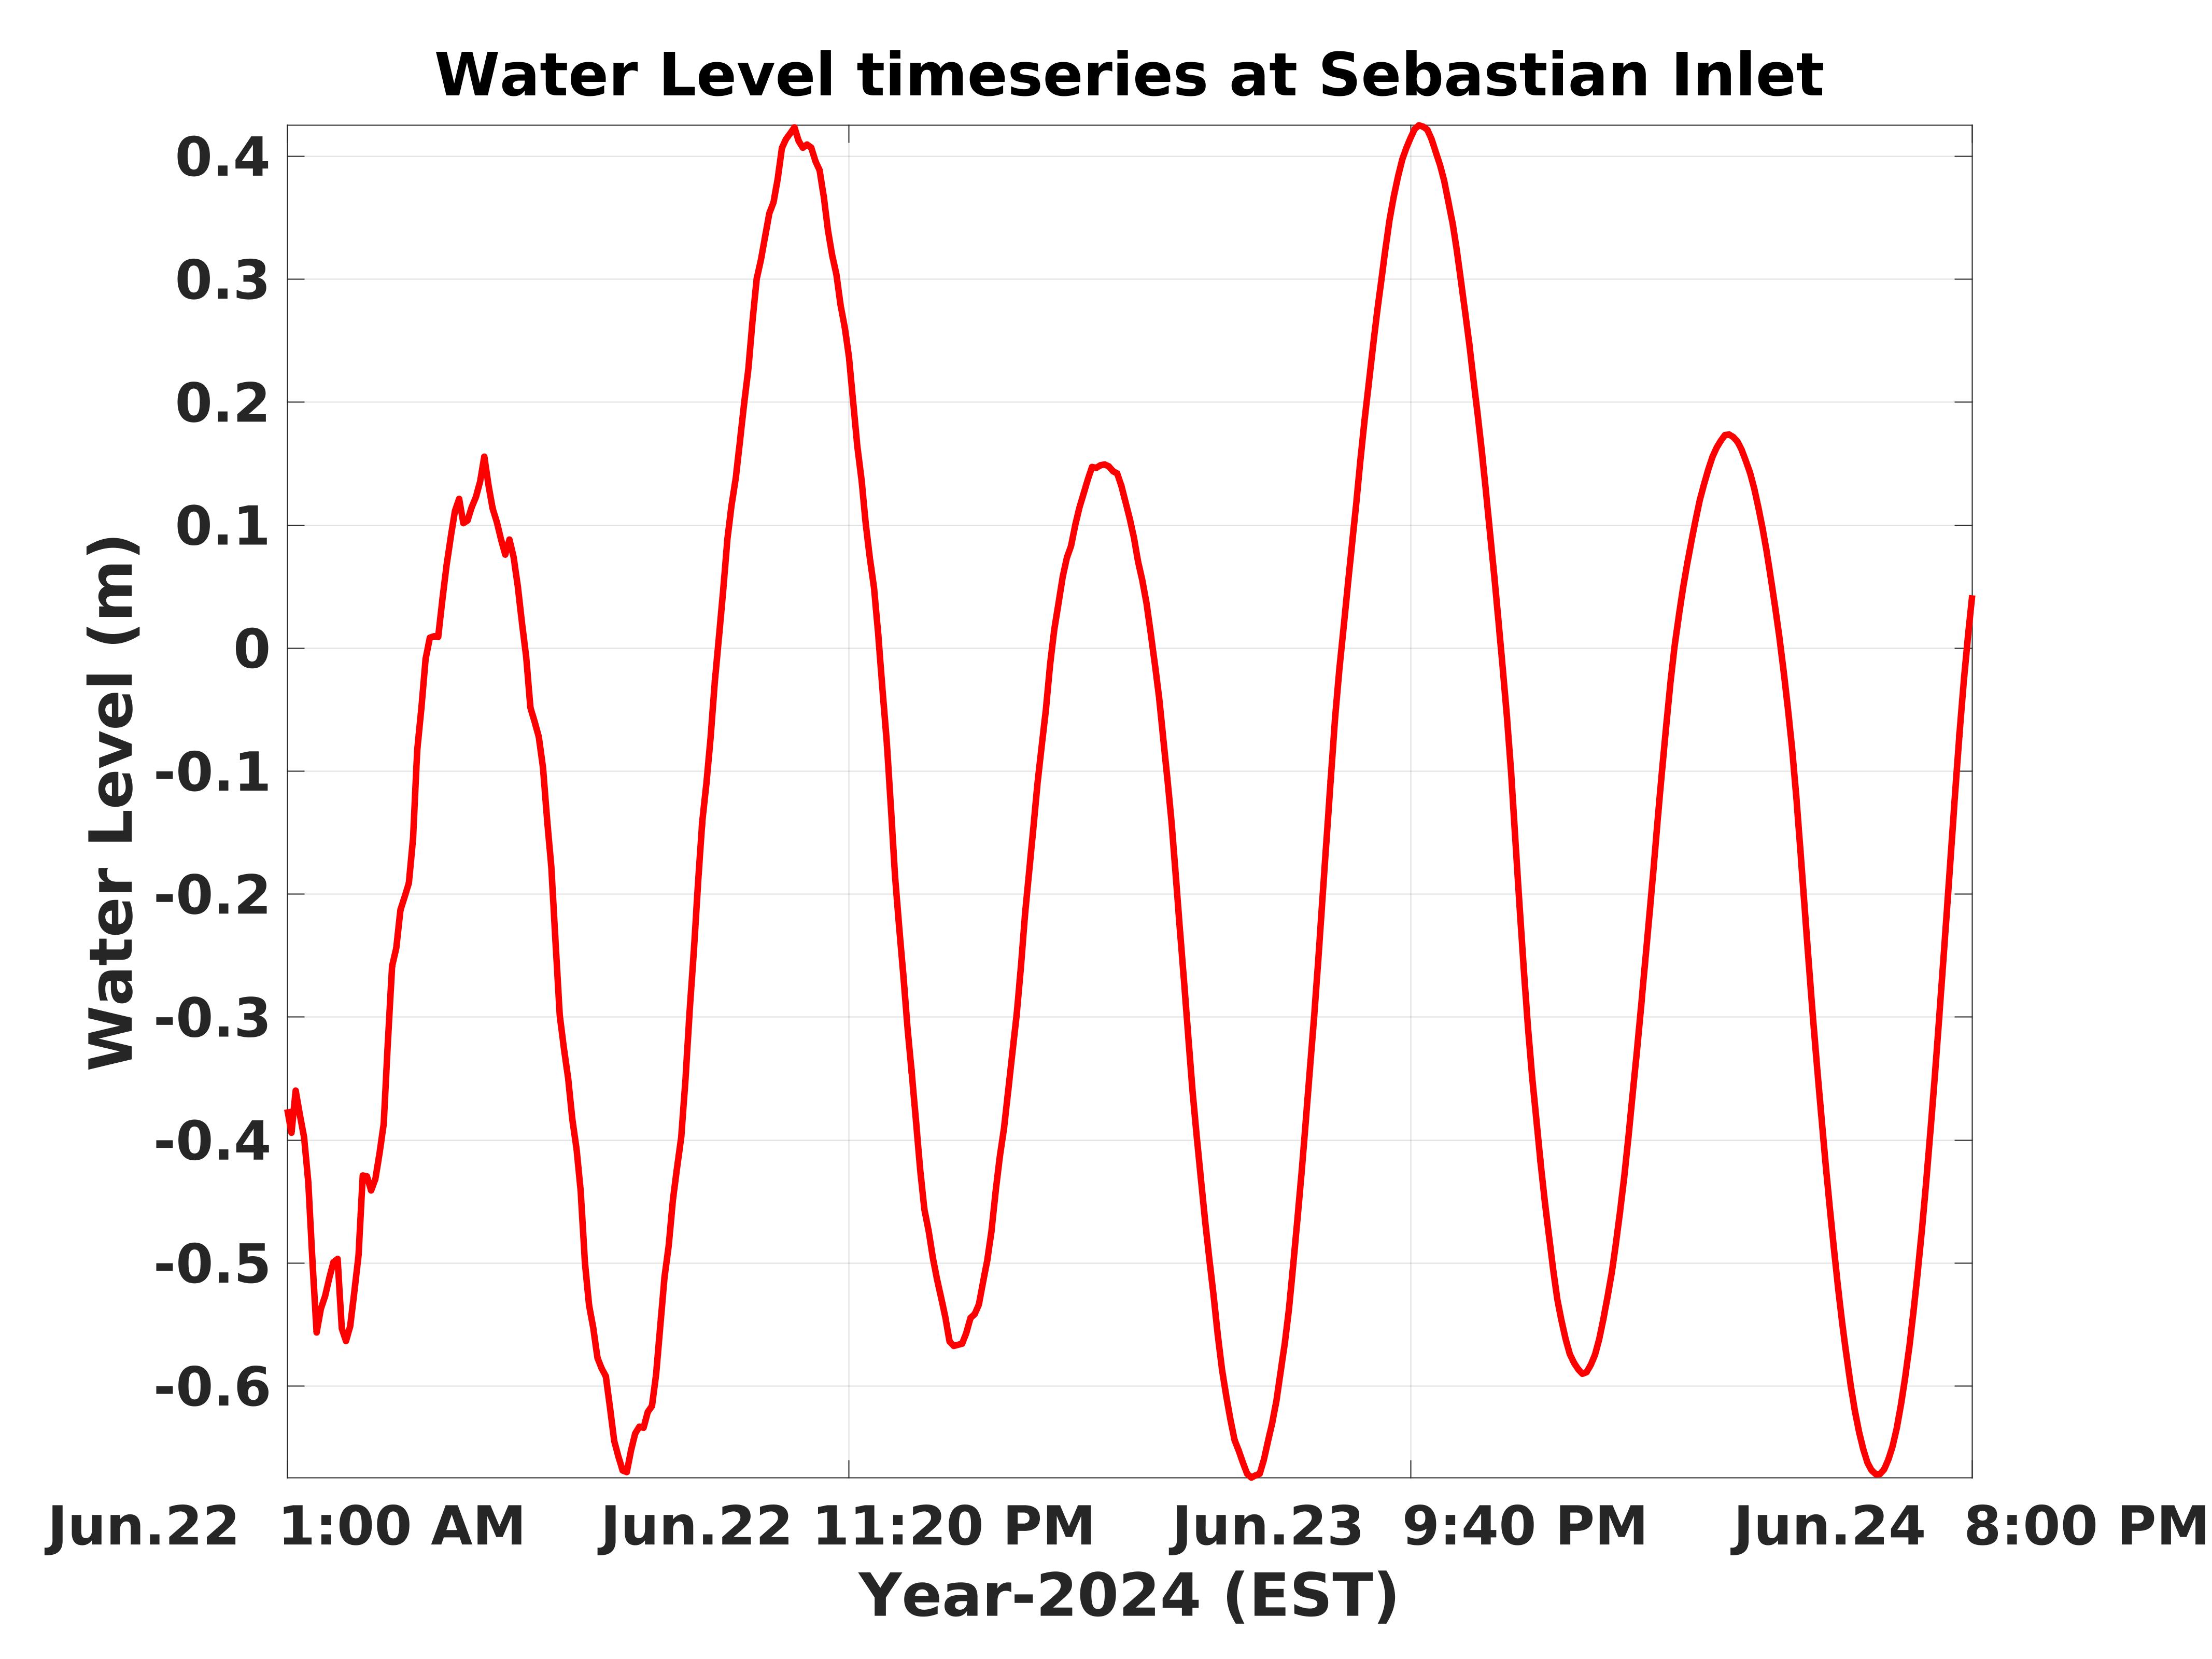 Water Level timeseries at Sebastian Inlet
Water Level (m)
0.4
0.3
0.2
0.1
0
-0.1
-0.2
-0.3
-0.4
-0.5
-0.6
Jun.22 1:00 AM
Jun.22 11:20 PM
Jun.23 9:40 PM
Jun.24 8:00 PM
Year-2024 (EST)